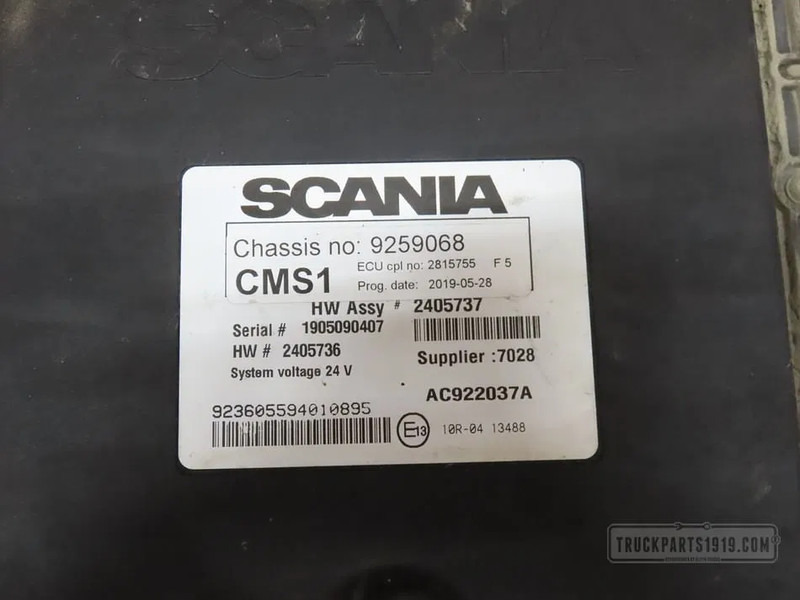 SCANIA
SCANIA
Chassis no: 9259068
ECU cpl no: 2815755 F 5
CMS1 Prog. date: 2019-05-28
HW Assy # 2405737
Serial # 1905090407
HW # 2405736
Supplier :7028
System voltage 24 V
AC922037A
923605594010895
E13 10R-04 13488
TRUCKPARTS1919.COM